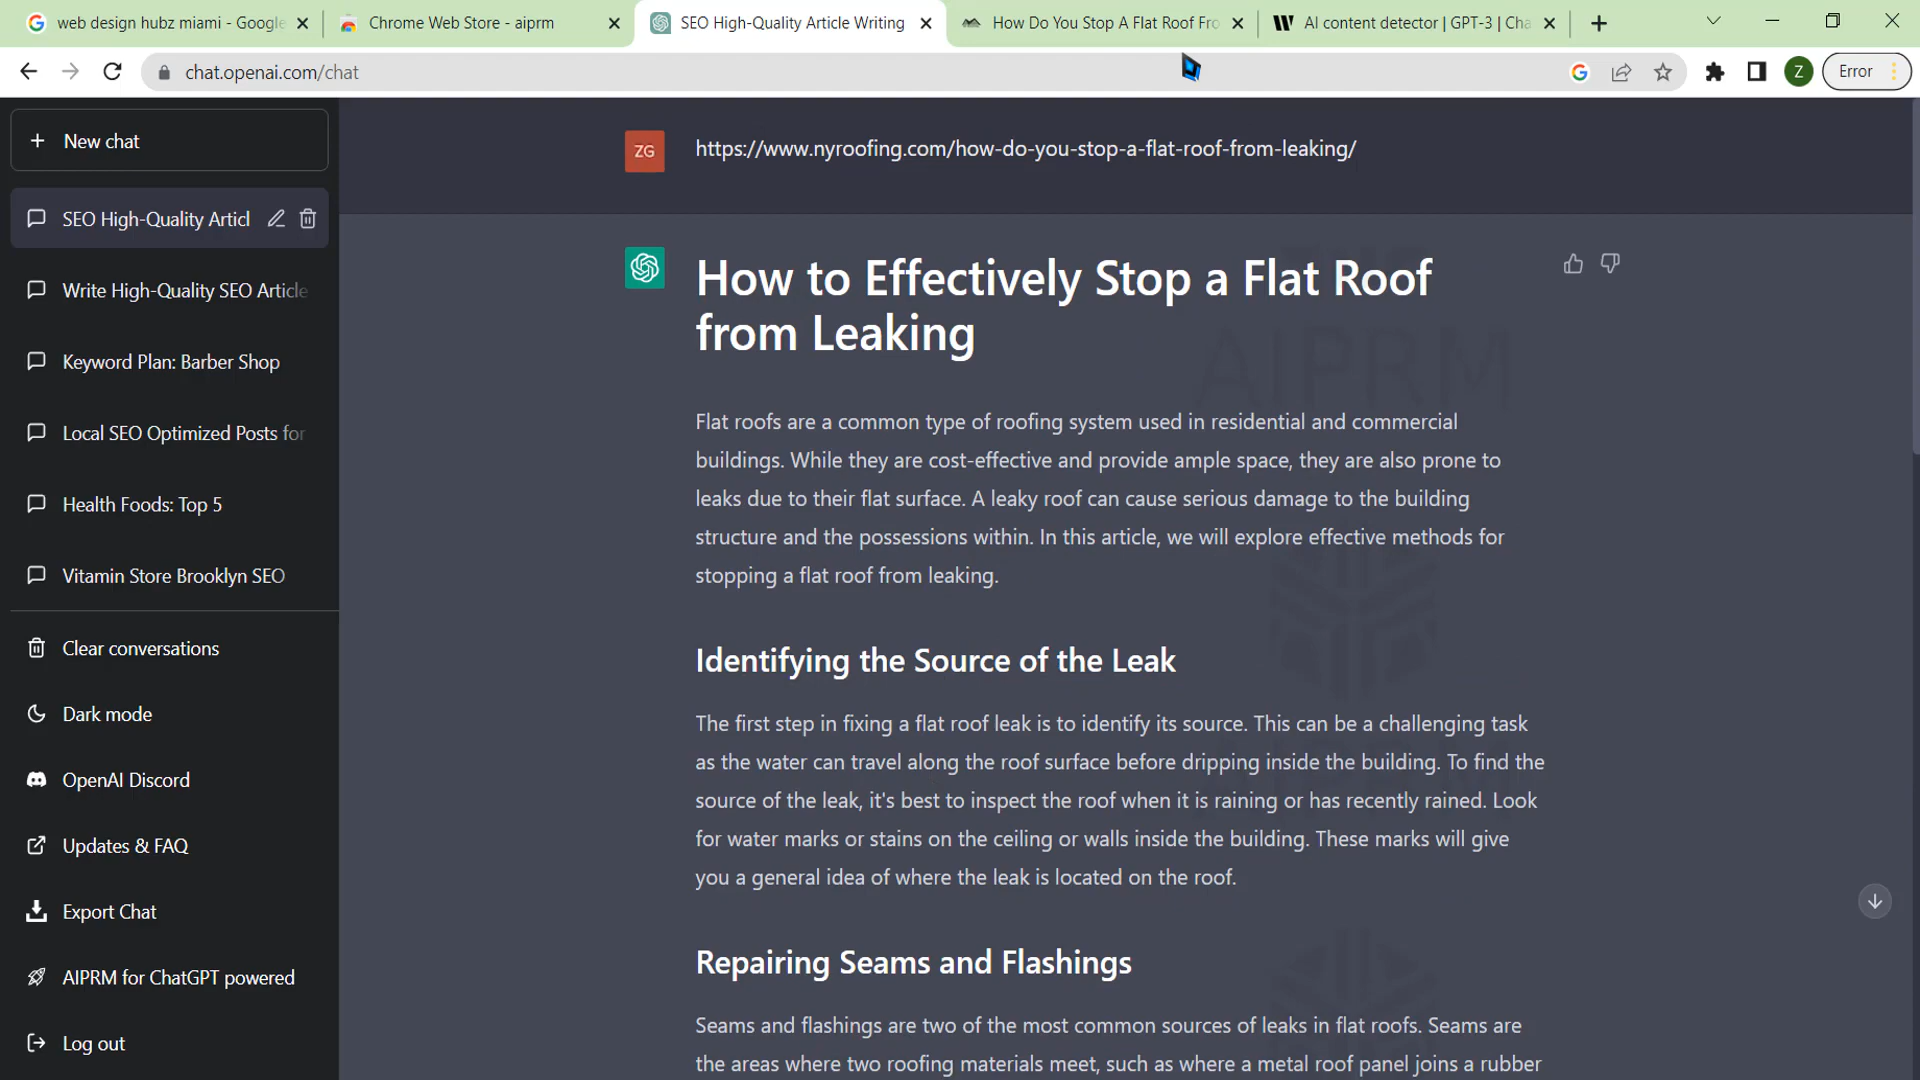 web design hubz miami - Google
Chrome Web Store - aiprm
SEO High-Quality Article Writing
How Do You Stop A Flat Roof Fro
AI content detector | GPT-3 | Cha
chat.openai.com/chat
Z
Error
New chat
SEO High-Quality Articl
Write High-Quality SEO Article
Keyword Plan: Barber Shop
Local SEO Optimized Posts for
Health Foods: Top 5
Vitamin Store Brooklyn SEO
Clear conversations
Dark mode
OpenAI Discord
Updates & FAQ
Export Chat
AIPRM for ChatGPT powered
Log out
ZG
https://www.nyroofing.com/how-do-you-stop-a-flat-roof-from-leaking/
How to Effectively Stop a Flat Roof
from Leaking
AIPRM
Flat roofs are a common type of roofing system used in residential and commercial
buildings. While they are cost-effective and provide ample space, they are also prone to
leaks due to their flat surface. A leaky roof can cause serious damage to the building
structure and the possessions within. In this article, we will explore effective methods for
stopping a flat roof from leaking.
Identifying the Source of the Leak
The first step in fixing a flat roof leak is to identify its source. This can be a challenging task
as the water can travel along the roof surface before dripping inside the building. To find the
source of the leak, it's best to inspect the roof when it is raining or has recently rained. Look
for water marks or stains on the ceiling or walls inside the building. These marks will give
you a general idea of where the leak is located on the roof.
Repairing Seams and Flashings
Seams and flashings are two of the most common sources of leaks in flat roofs. Seams are
the areas where two roofing materials meet, such as where a metal roof panel joins a rubber